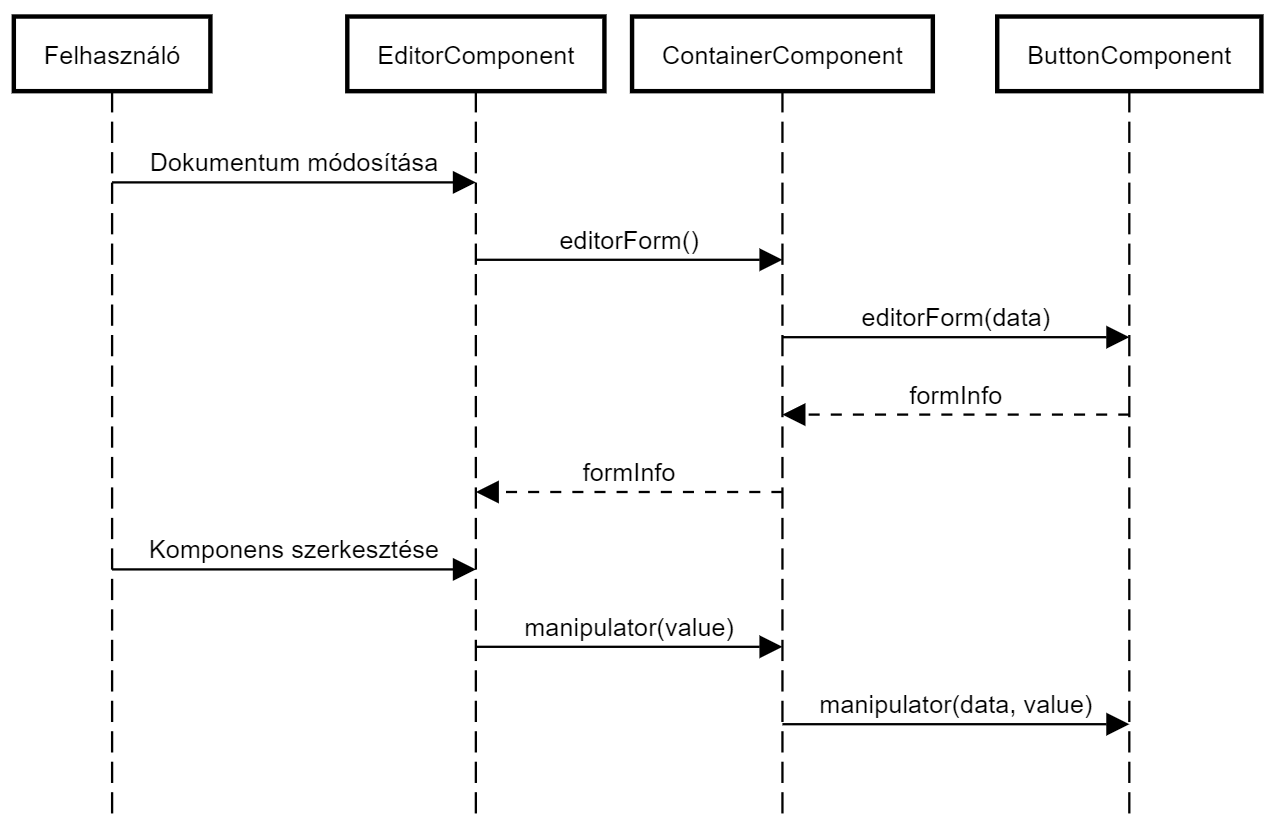 Felhasználó
EditorComponent
ContainerComponent
ButtonComponent
Dokumentum módosítása
editorForm()
editorForm(data)
formInfo
formInfo
Komponens szerkesztése
manipulator(value)
manipulator(data, value)